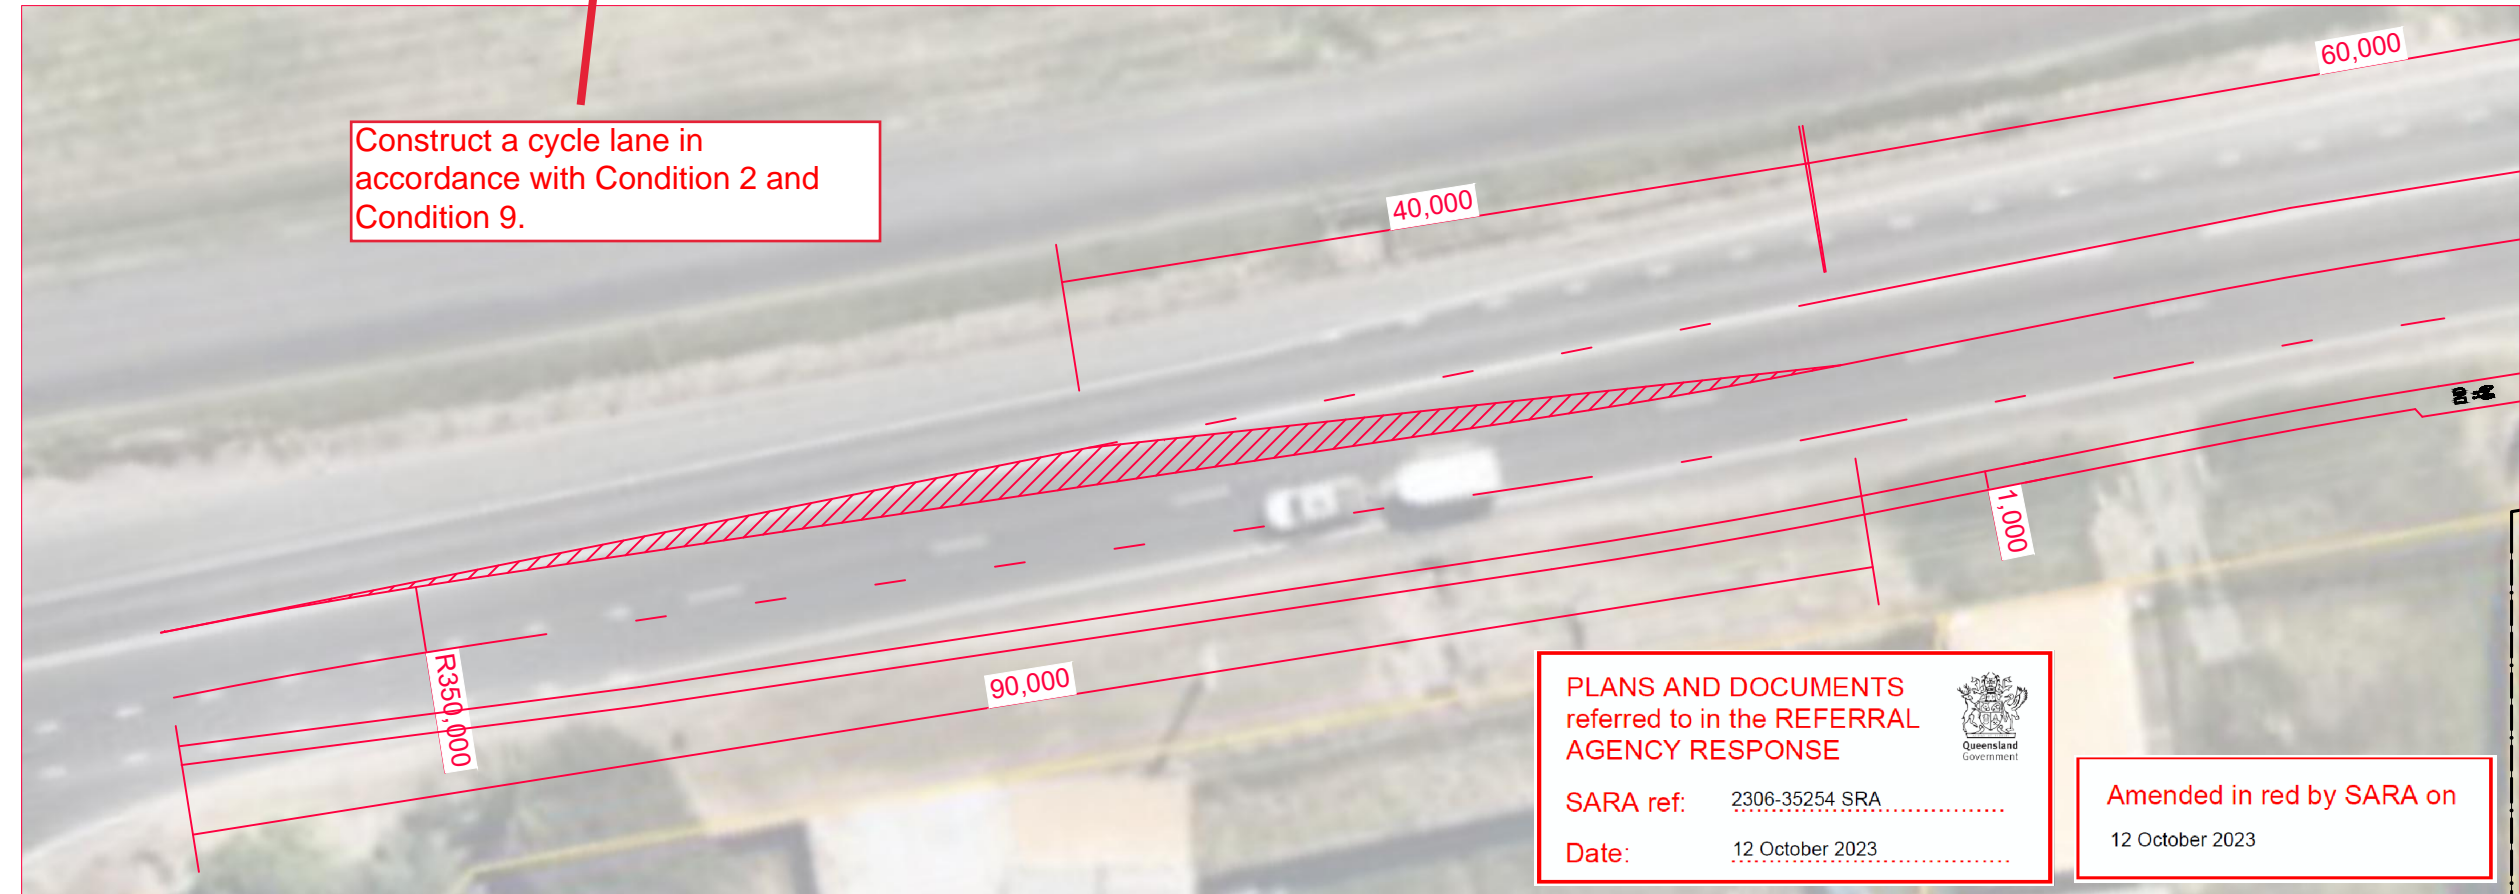 60,000
Construct a cycle lane in
accordance with Condition 2 and
Condition 9.
40,000
1,000
R350,000
90,000
PLANS AND DOCUMENTS
referred to in the REFERRAL
AGENCY RESPONSE
Queensland
Government
SARA ref: 2306-35254 SRA
Date: 12 October 2023
Amended in red by SARA on
12 October 2023